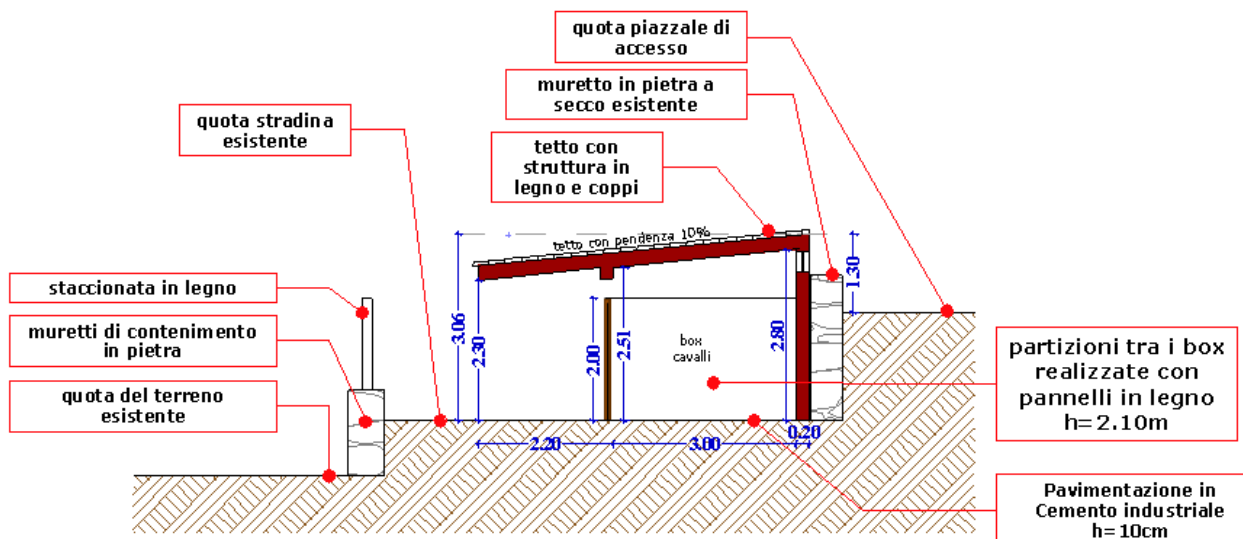 quota piazzale di
accesso
muretto in pietra a
secco esistente
quota stradina
esistente
tetto con
struttura in
legno e coppi
tetto con pendenza 10%
staccionata in legno
muretti di contenimento
in pietra
quota del terreno
esistente
3.06
2.30
2.00
2.51
2.80
1.30
box
cavalli
partizioni tra i box
realizzate con
pannelli in legno
h=2.10m
2.20
3.00
0.20
Pavimentazione in
Cemento industriale
h=10cm